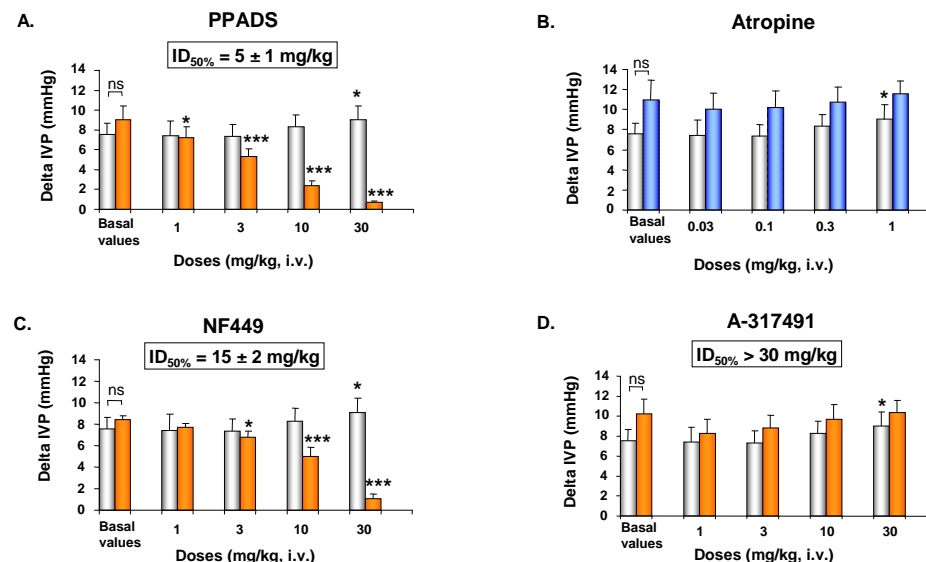 A.
PPADS
ID50% = 5 ± 1 mg/kg
Delta IVP (mmHg)
14
12
10
8
6
4
2
0
ns
*
***
***
*
***
Basal values
1
3
10
30
Doses (mg/kg, i.v.)
B.
Atropine
Delta IVP (mmHg)
14
12
10
8
6
4
2
0
ns
*
Basal values
0.03
0.1
0.3
1
Doses (mg/kg, i.v.)
C.
NF449
ID50% = 15 ± 2 mg/kg
Delta IVP (mmHg)
14
12
10
8
6
4
2
0
ns
*
***
*
***
Basal
values
1
3
10
30
Doses (mg/kg, i.v.)
D.
A-317491
ID50% > 30 mg/kg
Delta IVP (mmHg)
14
12
10
8
6
4
2
0
ns
*
Basal
values
1
3
10
30
Doses (mg/kg, i.v.)